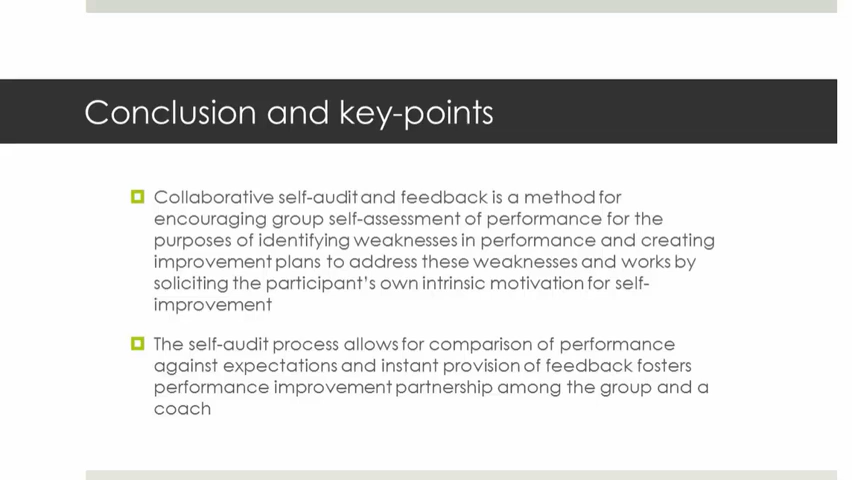 Conclusion and key-points
Collaborative self-audit and feedback is a method for
encouraging group self-assessment of performance for the
purposes of identifying weaknesses in performance and creating
improvement plans to address these weaknesses and works by
soliciting the participant's own intrinsic motivation for self-
improvement
The self-audit process allows for comparison of performance
against expectations and instant provision of feedback fosters
performance improvement partnership among the group and a
coach